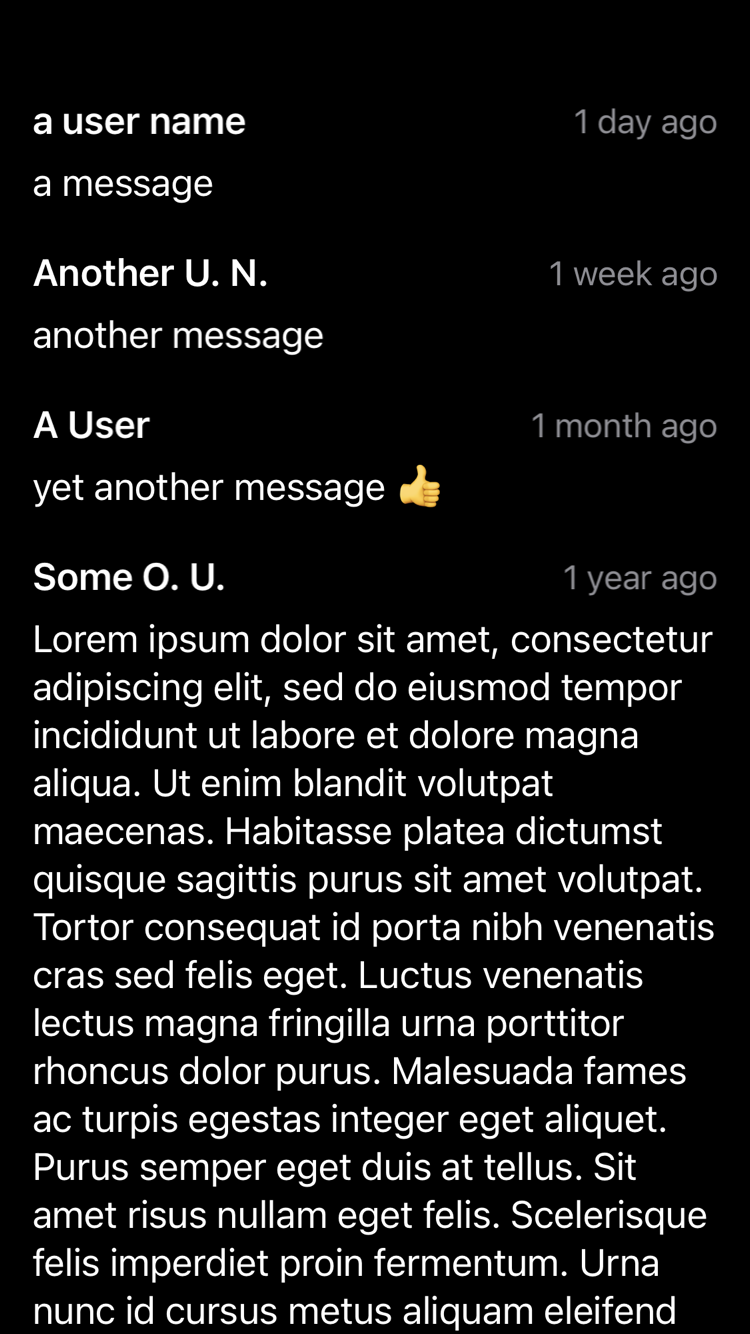 a user name 1 day ago
a message
Another U. N. 1 week ago
another message
A User 1 month ago
yet another message 👍
Some O. U. 1 year ago
Lorem ipsum dolor sit amet, consectetur
adipiscing elit, sed do eiusmod tempor
incididunt ut labore et dolore magna
aliqua. Ut enim blandit volutpat
maecenas. Habitasse platea dictumst
quisque sagittis purus sit amet volutpat.
Tortor consequat id porta nibh venenatis
cras sed felis eget. Luctus venenatis
lectus magna fringilla urna porttitor
rhoncus dolor purus. Malesuada fames
ac turpis egestas integer eget aliquet.
Purus semper eget duis at tellus. Sit
amet risus nullam eget felis. Scelerisque
felis imperdiet proin fermentum. Urna
nunc id cursus metus aliquam eleifend